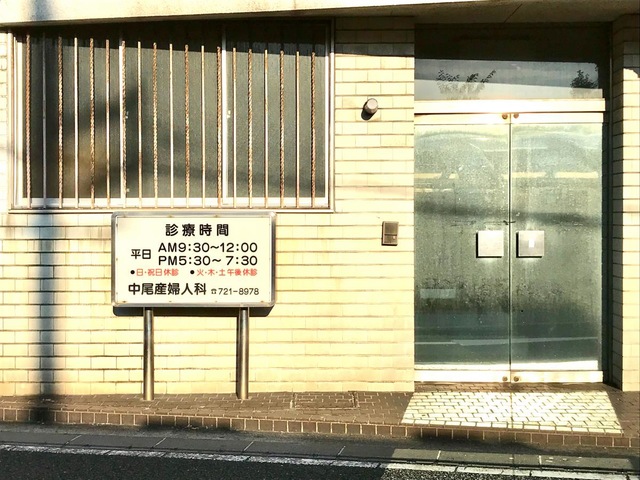 診療時間
平日 AM9:30〜12:00
PM5:30〜 7:30
●日・祝日休診 ●火・木・土午後休診
中尾産婦人科 ☎721-8978